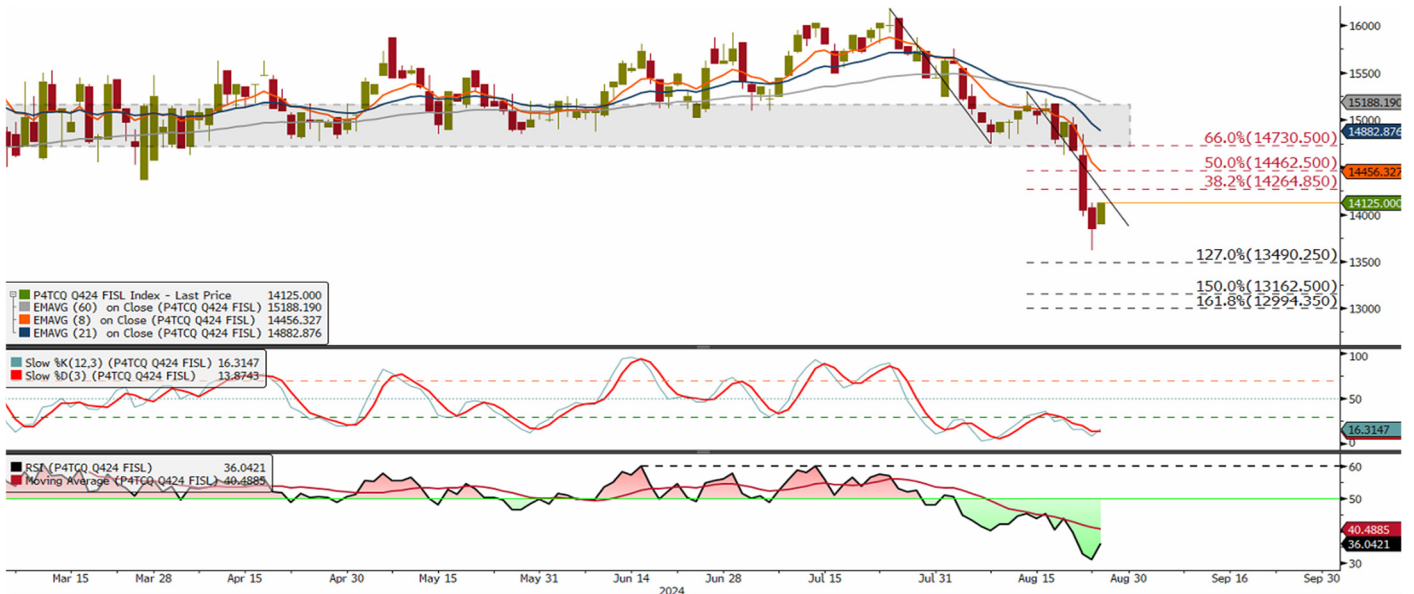 16000
15500
15188.190
15000
14882.876
66.0%(14730.500)
50.0%(14462.500)
14456.327
38.2%(14264.850)
14125.000
14000
127.0%(13490.250)
13500
150.0%(13162.500)
161.8%(12994.350)
13000
P4TCQ Q424 FISL Index - Last Price 14125.000
EMAVG (60) on Close (P4TCQ Q424 FISL) 15188.190
EMAVG (8) on Close (P4TCQ Q424 FISL) 14456.327
EMAVG (21) on Close (P4TCQ Q424 FISL) 14882.876
Slow %K(12,3) (P4TCQ Q424 FISL) 16.3147
Slow %D(3) (P4TCQ Q424 FISL) 13.8743
100
50
16.3147
0
RSI (P4TCQ Q424 FISL) 36.0421
Moving Average (P4TCQ Q424 FISL) 40.4885
60
50
40.4885
36.0421
30
Mar 15 Mar 28 Apr 15 Apr 30 May 15 May 31 Jun 14 Jun 28 Jul 15 Jul 31 Aug 15 Aug 30 Sep 16 Sep 30
2024